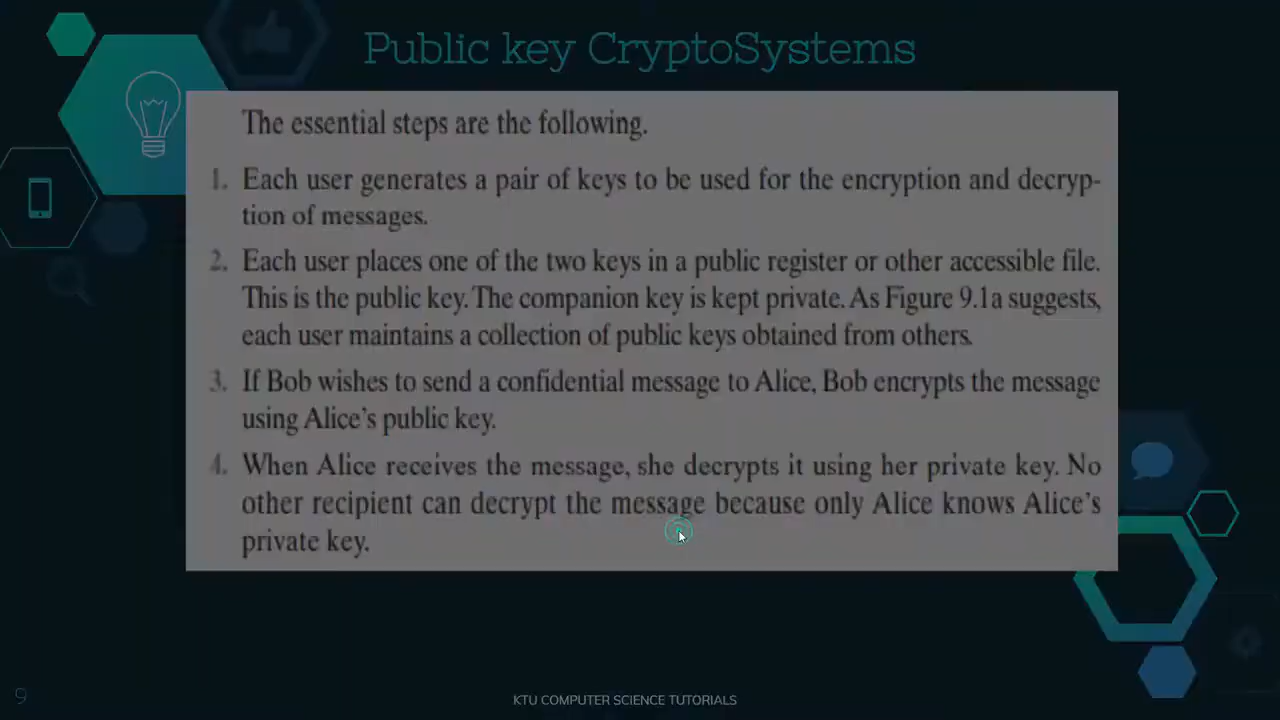 Public key CryptoSystems
The essential steps are the following.
1. Each user generates a pair of keys to be used for the encryption and decryp-
tion of messages.
2. Each user places one of the two keys in a public register or other accessible file.
This is the public key. The companion key is kept private. As Figure 9.1a suggests,
each user maintains a collection of public keys obtained from others.
3. If Bob wishes to send a confidential message to Alice, Bob encrypts the message
using Alice's public key.
4. When Alice receives the message, she decrypts it using her private key. No
other recipient can decrypt the message because only Alice knows Alice's
private key.
9
KTU COMPUTER SCIENCE TUTORIALS